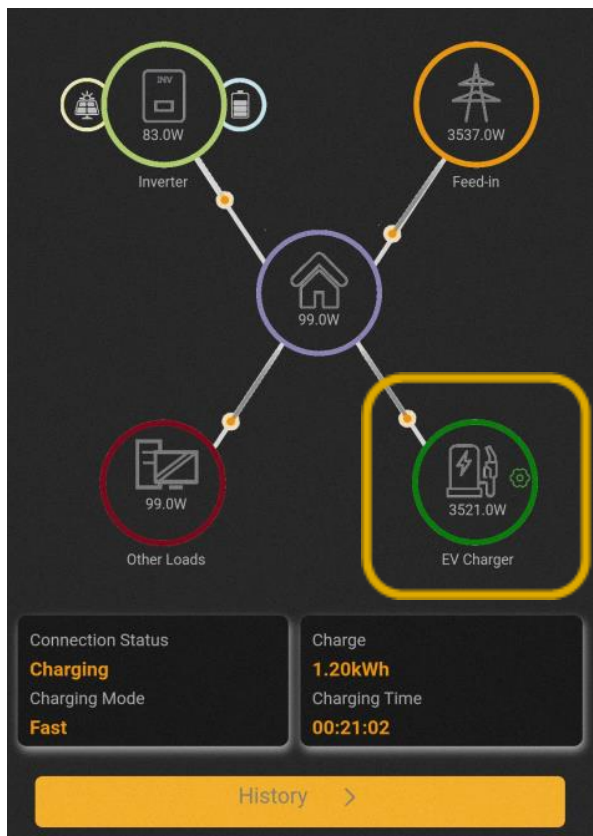 INV
83.0W
3537.0W
Inverter
Feed-in
99.0W
99.0W
3521.0W
Other Loads
EV Charger
Connection Status
Charging
Charging Mode
Fast
Charge
1.20kWh
Charging Time
00:21:02
History >